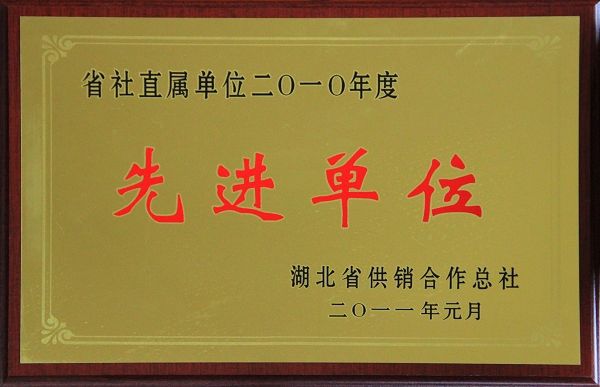 省社直属单位二〇一〇年度
先进单位
湖北省供销合作总社
二〇一一年元月